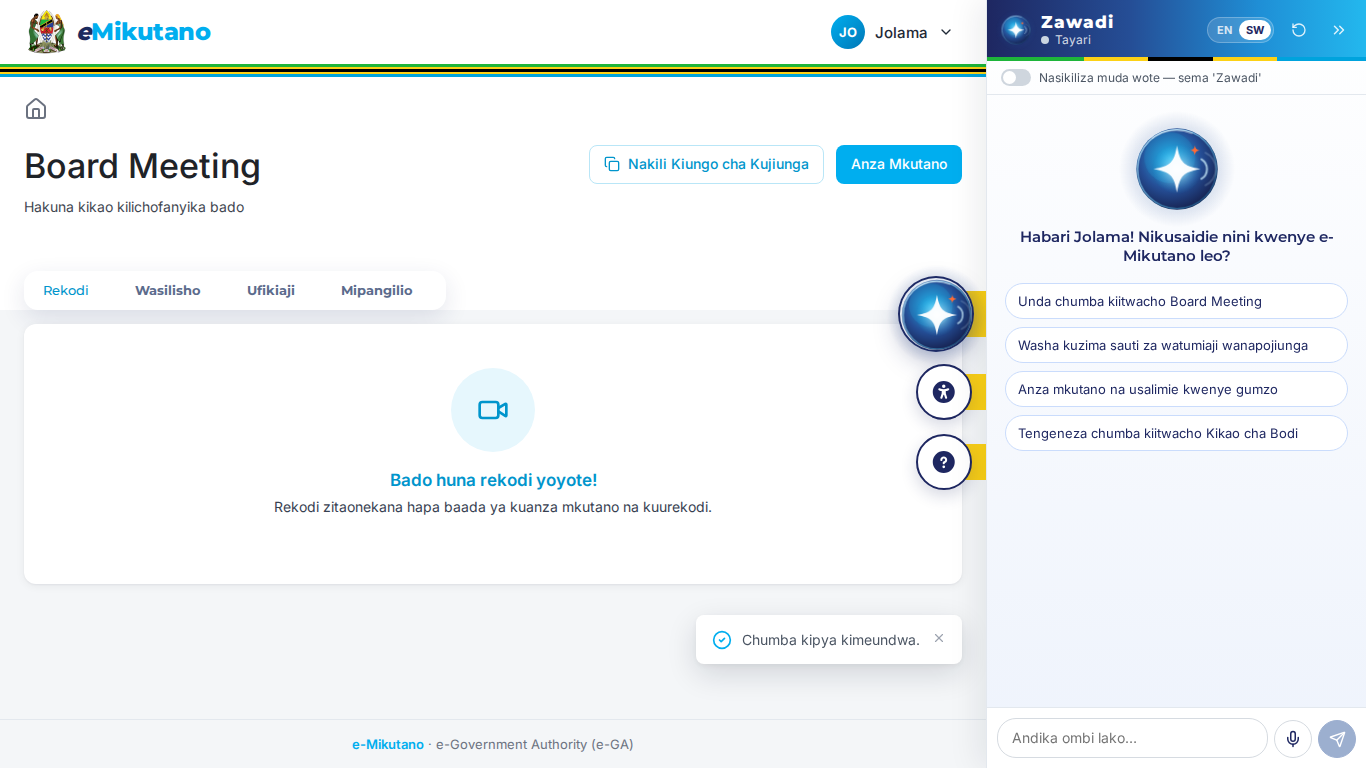 eMikutano
JO
Jolama
Board Meeting
Nakili Kiungo cha Kujiunga
Anza Mkutano
Hakuna kikao kilichofanyika bado
Rekodi
Wasilisho
Ufikiaji
Mipangilio
Bado huna rekodi yoyote!
Rekodi zitaonekana hapa baada ya kuanza mkutano na kuurekodi.
Chumba kipya kimeundwa.
e-Mikutano · e-Government Authority (e-GA)
Zawadi
Tayari
EN
SW
Nasikiliza muda wote — sema 'Zawadi'
Habari Jolama! Nikusaidie nini kwenye e-
Mikutano leo?
Unda chumba kiitwacho Board Meeting
Washa kuzima sauti za watumiaji wanapojiunga
Anza mkutano na usalimie kwenye gumzo
Tengeneza chumba kiitwacho Kikao cha Bodi
Andika ombi lako...